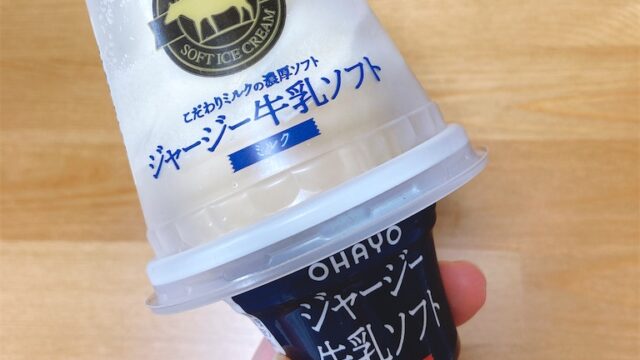 SOFT ICE CREAM
こだわりミルクの濃厚ソフト
ジャージー牛乳ソフト
ミルク
OHAYO
ジャージー
牛乳ソフト